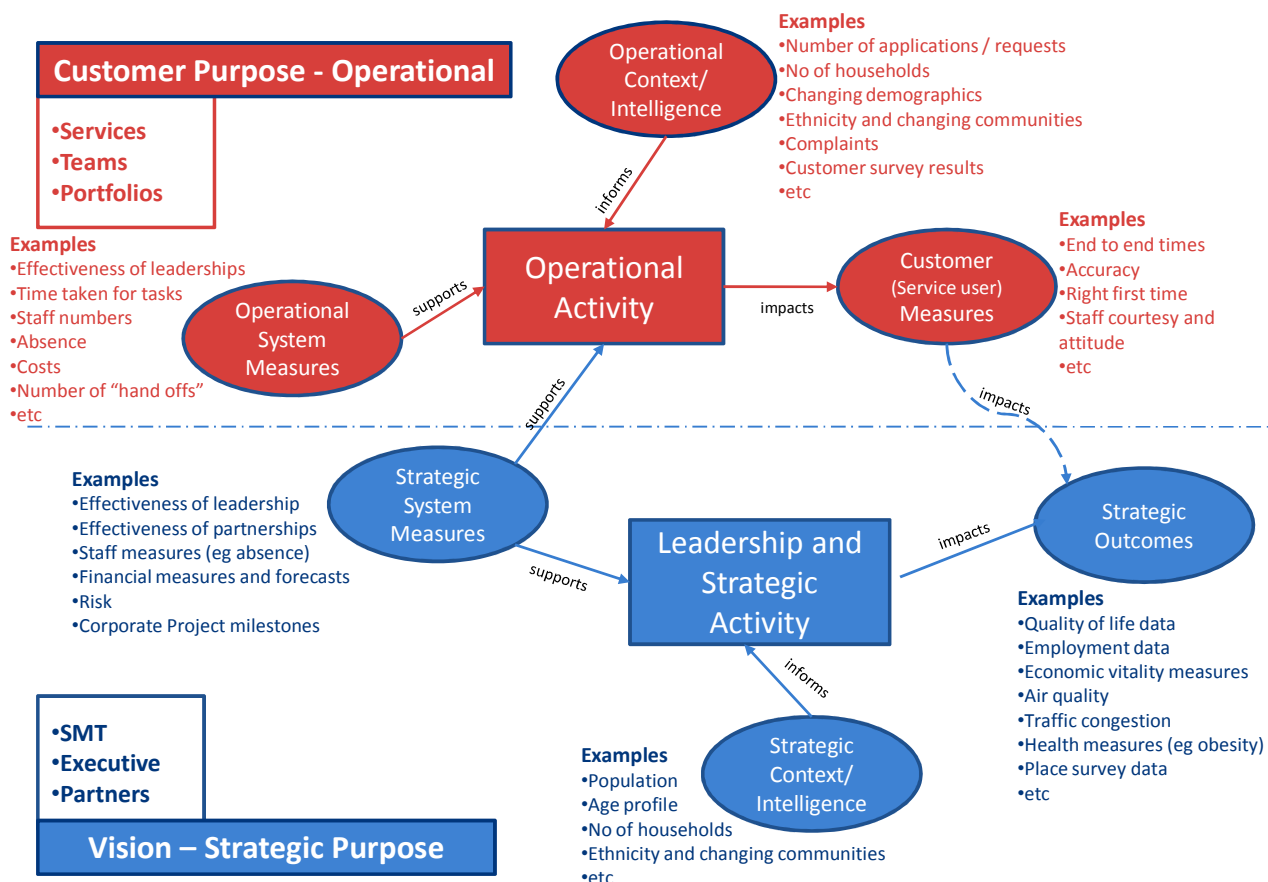 Customer Purpose - Operational
•Services
•Teams
•Portfolios
Operational
Context/
Intelligence
Examples
•Number of applications / requests
•No of households
•Changing demographics
•Ethnicity and changing communities
•Complaints
•Customer survey results
•etc
informs
Examples
•Effectiveness of leaderships
•Time taken for tasks
•Staff numbers
•Absence
•Costs
•Number of “hand offs”
•etc
Operational
System
Measures
supports
Operational
Activity
impacts
Customer
(Service user)
Measures
Examples
•End to end times
•Accuracy
•Right first time
•Staff courtesy and
attitude
•etc
supports
impacts
Examples
•Effectiveness of leadership
•Effectiveness of partnerships
•Staff measures (eg absence)
•Financial measures and forecasts
•Risk
•Corporate Project milestones
Strategic
System
Measures
supports
Leadership and
Strategic
Activity
impacts
Strategic
Outcomes
Examples
•Quality of life data
•Employment data
•Economic vitality measures
•Air quality
•Traffic congestion
•Health measures (eg obesity)
•Place survey data
•etc
informs
Strategic
Context/
Intelligence
Examples
•Population
•Age profile
•No of households
•Ethnicity and changing communities
•etc
•SMT
•Executive
•Partners
Vision – Strategic Purpose